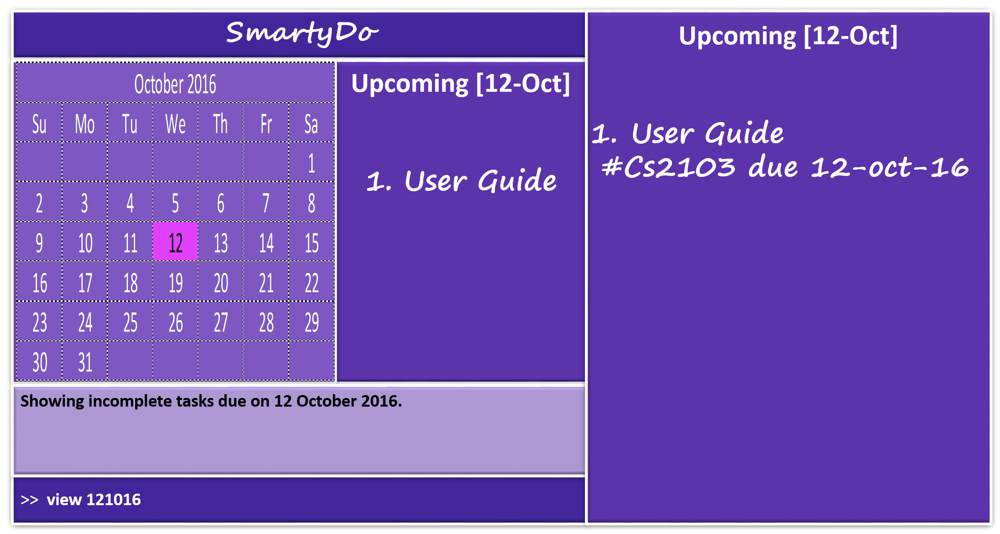 SmartyDo
October 2016
Su Mo Tu We Th Fr Sa
1
2 3 4 5 6 7 8
9 10 11 12 13 14 15
16 17 18 19 20 21 22
23 24 25 26 27 28 29
30 31
Upcoming [12-Oct]
1. User Guide
Showing incomplete tasks due on 12 October 2016.
>> view 121016
Upcoming [12-Oct]
1. User Guide
#Cs2103 due 12-oct-16